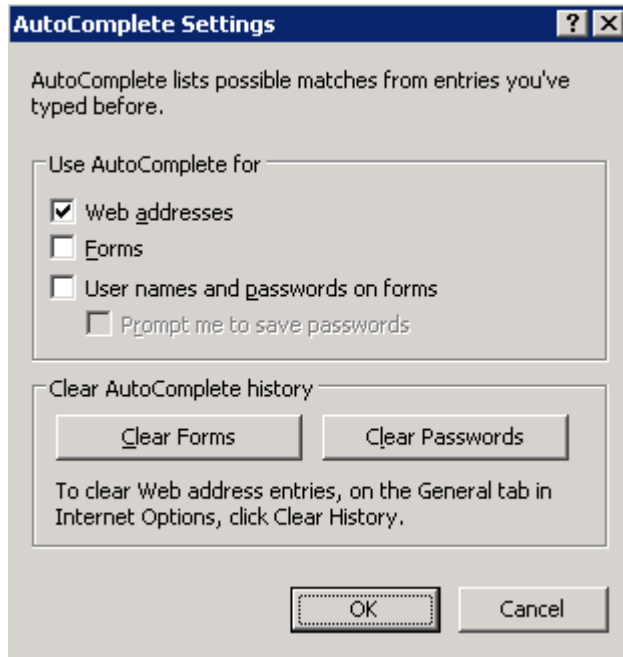 AutoComplete Settings
AutoComplete lists possible matches from entries you've
typed before.
Use AutoComplete for
Web addresses
Forms
User names and passwords on forms
Prompt me to save passwords
Clear AutoComplete history
Clear Forms
Clear Passwords
To clear Web address entries, on the General tab in
Internet Options, click Clear History.
OK
Cancel